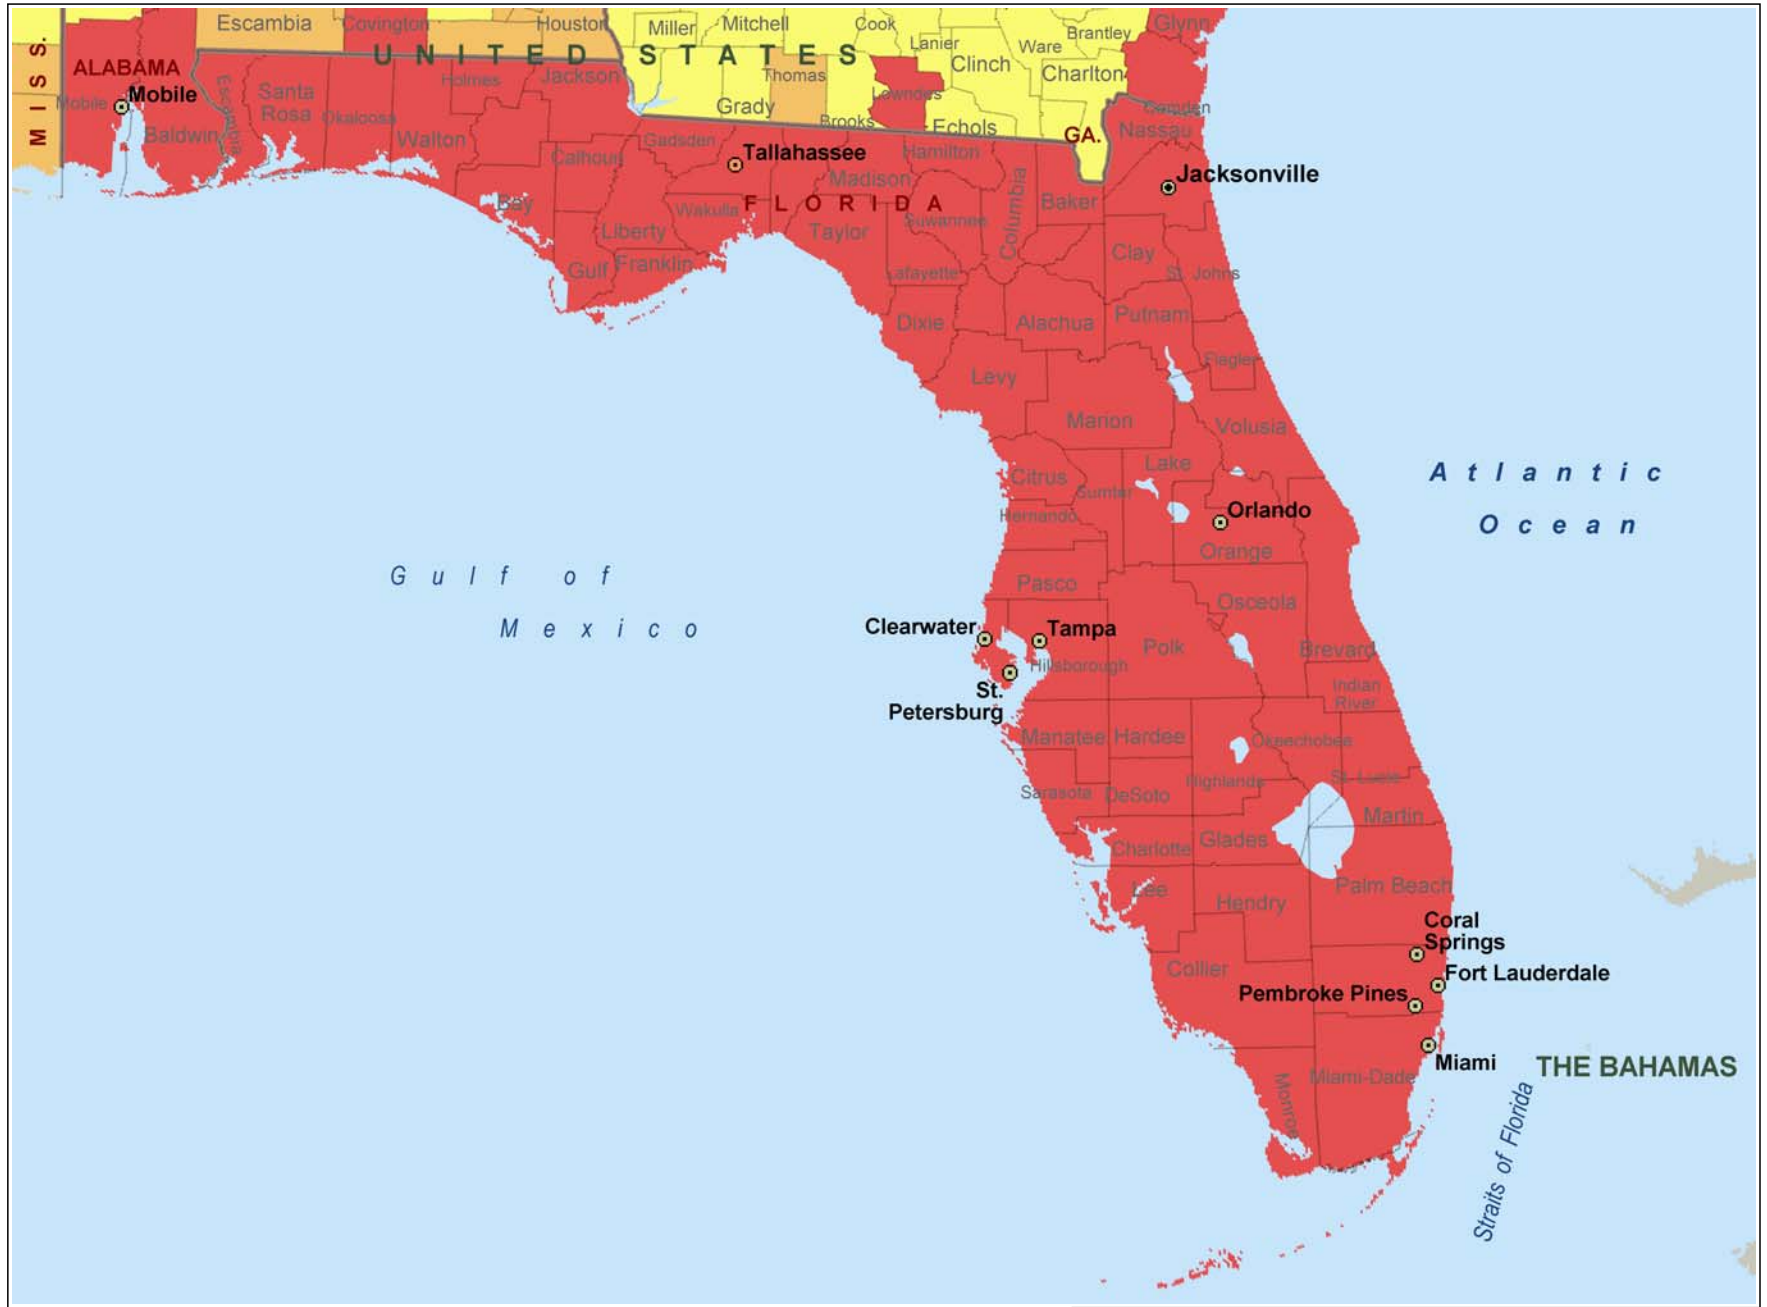 Escambia
Covington
Houston
Miller
Mitchell
Cook
Lanier
Ware
Brantley
Glynn
MISS.
ALABAMA
UNITED STATES
Clinch
Charlton
Mobile
Mobile
Baldwin
Escambia
Santa
Rosa
Okaloosa
Holmes
Walton
Jackson
Thomas
Grady
Brooks
Lowndes
Echols
GA.
Camden
Nassau
Calhoun
Gadsden
Tallahassee
Hamilton
Madison
Jacksonville
Bay
Wakulla
FLORIDA
Liberty
Gulf
Franklin
Taylor
Suwannee
Columbia
Baker
Lafayette
Clay
St. Johns
Dixie
Alachua
Putnam
Flagler
Levy
Marion
Volusia
Citrus
Sumter
Lake
Hernando
Orlando
Orange
Atlantic
Ocean
Gulf of
Mexico
Pasco
Osceola
Clearwater
Tampa
Hillsborough
Polk
Brevard
St.
Petersburg
Indian
River
Manatee
Hardee
Okeechobee
Sarasota
DeSoto
Highlands
St. Lucie
Martin
Charlotte
Glades
Lee
Hendry
Palm Beach
Coral
Springs
Collier
Fort Lauderdale
Pembroke Pines
Miami
THE BAHAMAS
Miami-Dade
Monroe
Straits of Florida